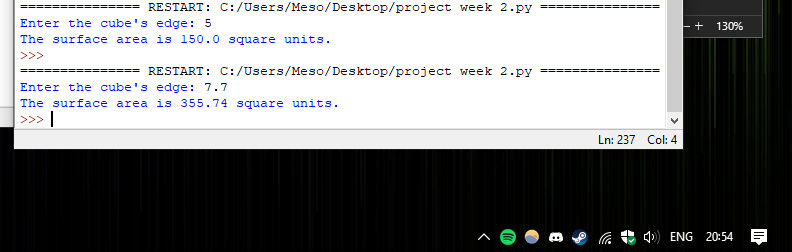 =============== RESTART: C:/Users/Meso/Desktop/project week 2.py ===============
Enter the cube's edge: 5
The surface area is 150.0 square units.
>>>
=============== RESTART: C:/Users/Meso/Desktop/project week 2.py ===============
Enter the cube's edge: 7.7
The surface area is 355.74 square units.
>>>
Ln: 237 Col: 4
− + 130%
ENG 20:54